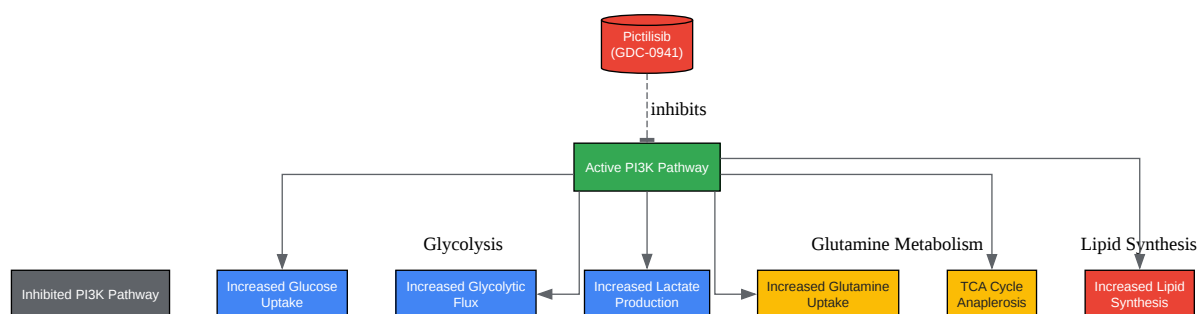 Pictilisib
(GDC-0941)
inhibits
Active PI3K Pathway
Glycolysis
Glutamine Metabolism
Lipid Synthesis
Inhibited PI3K Pathway
Increased Glucose
Uptake
Increased Glycolytic
Flux
Increased Lactate
Production
Increased Glutamine
Uptake
TCA Cycle
Anaplerosis
Increased Lipid
Synthesis